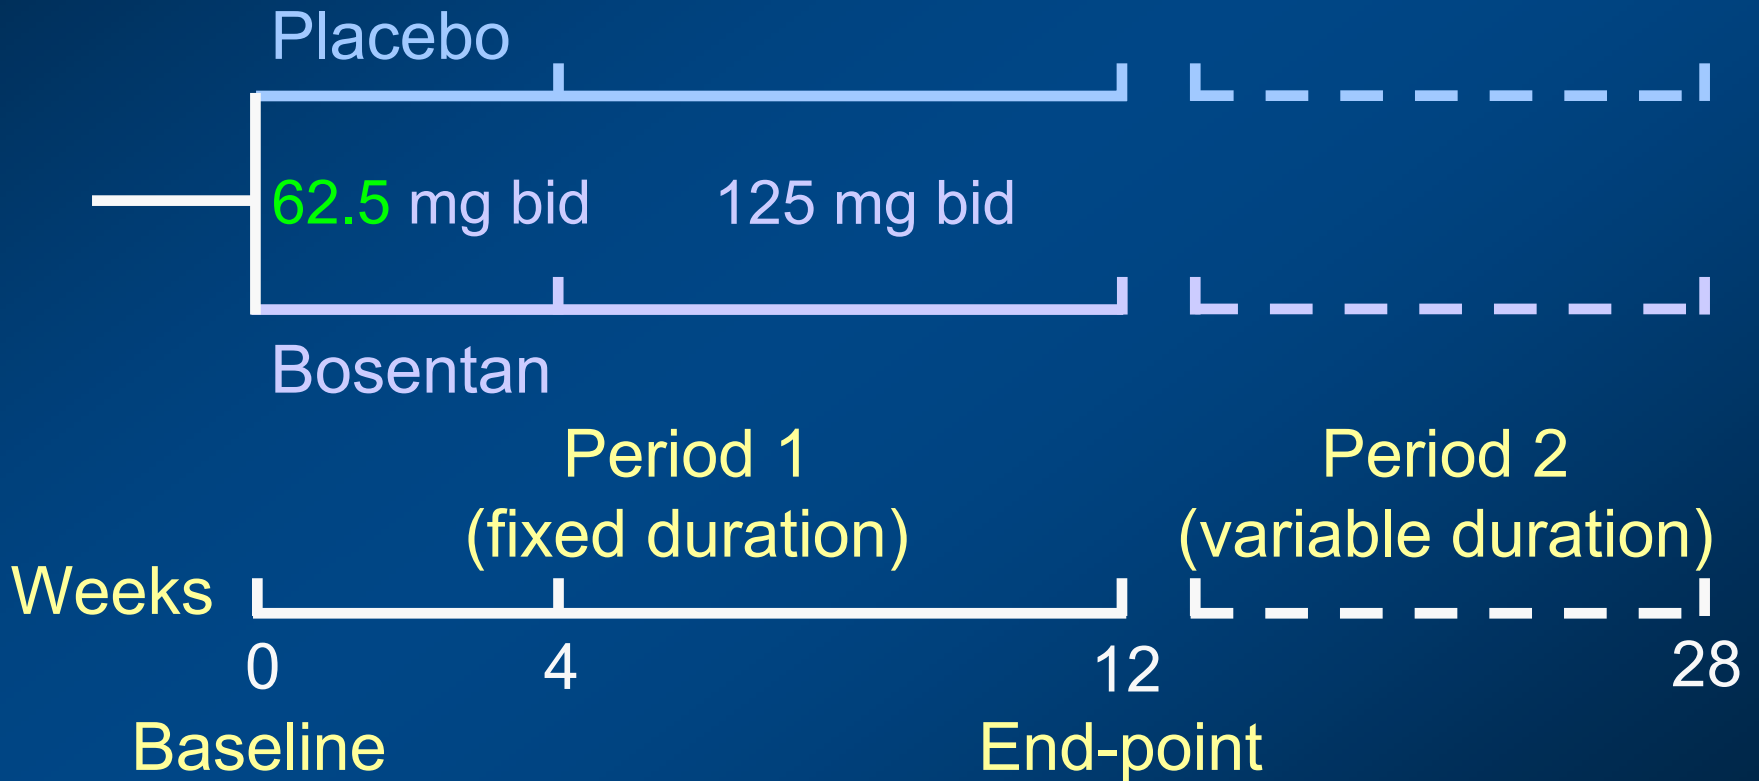 Placebo
62.5 mg bid 125 mg bid
Bosentan
Period 1 Period 2
(fixed duration) (variable duration)
Weeks
0 4 12 28
Baseline End-point